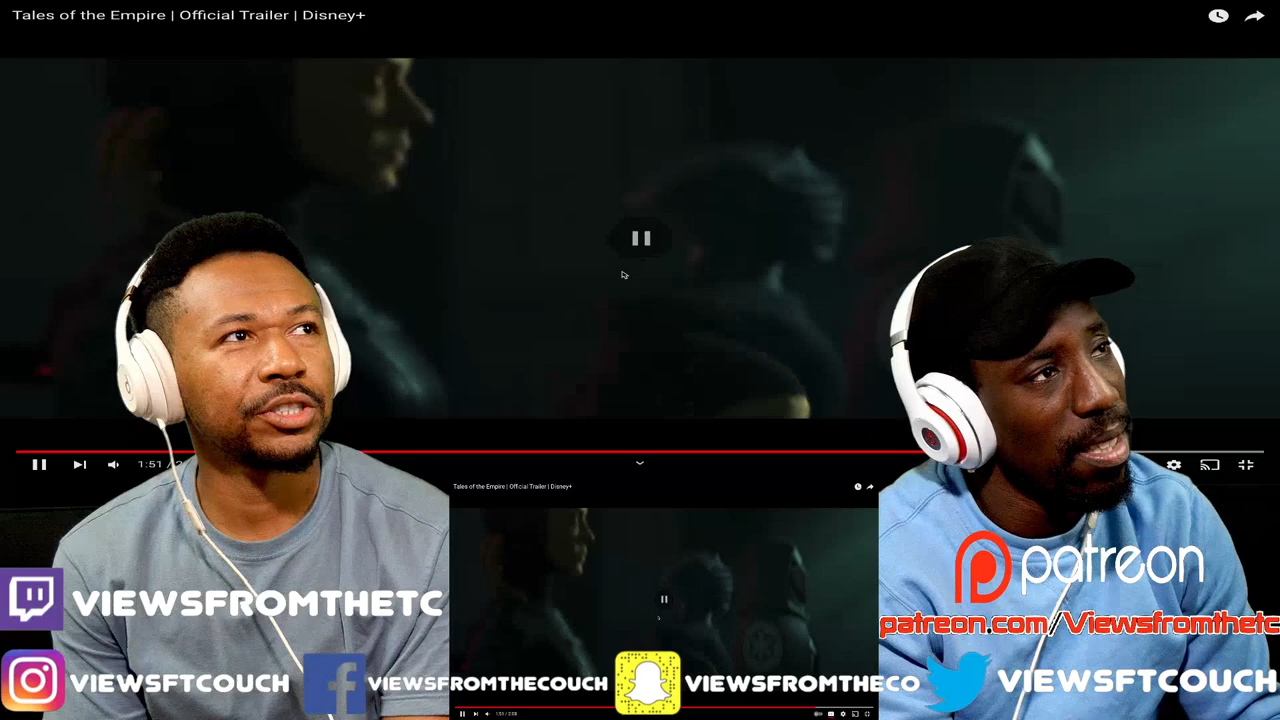 Tales of the Empire | Official Trailer | Disney+
1:51 / 2
Tales of the Empire | Official Trailer | Disney+
patreon
VIEWSFROMTHETC
patreon.com/Viewsfromthetc
VIEWSFTCOUCH
VIEWSFROMTHECOUCH
VIEWSFROMTHECO
VIEWSFTCOUCH